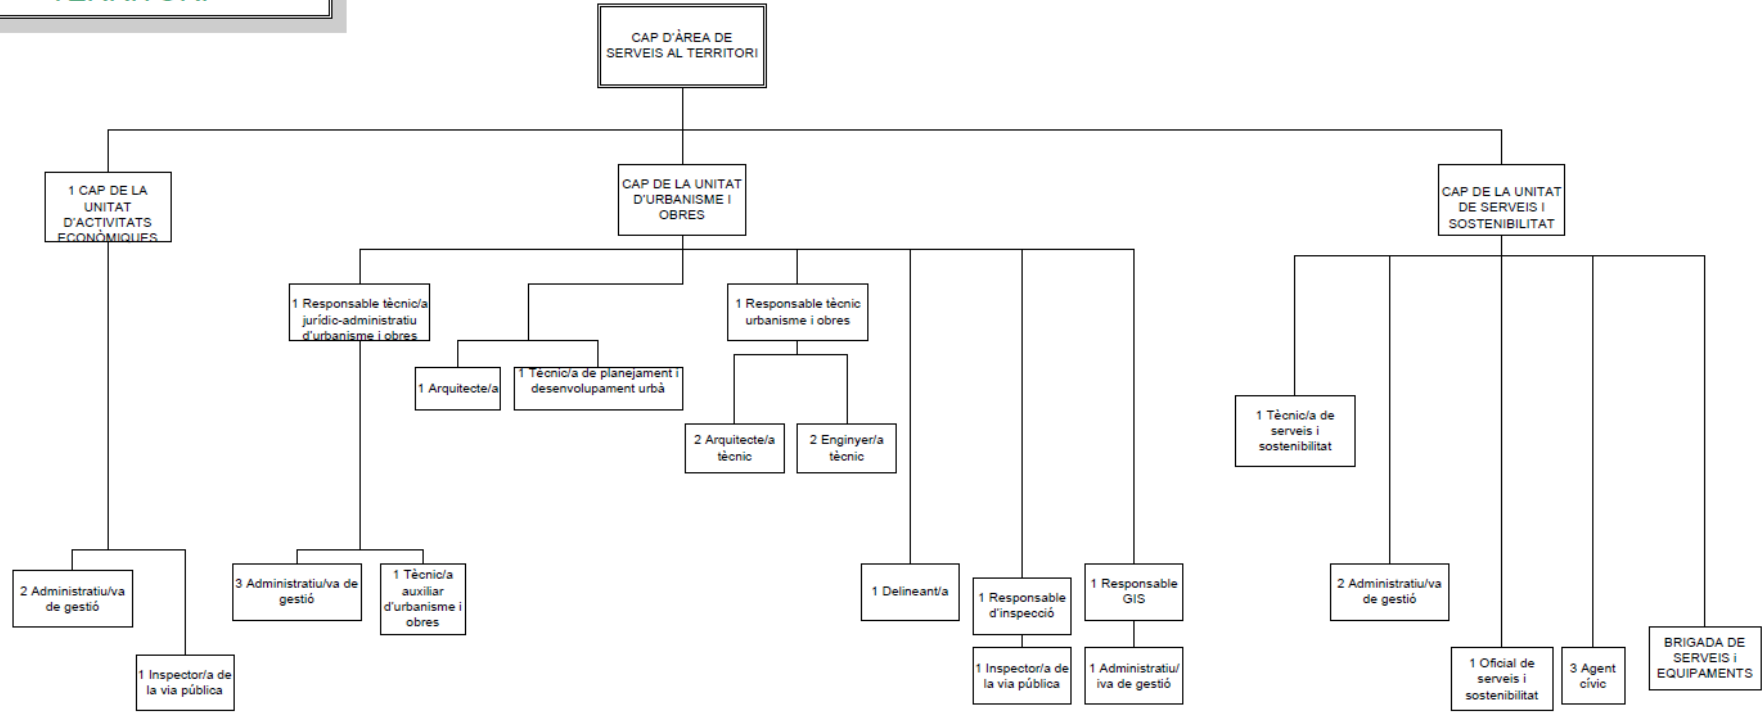 CAP D'ÀREA DE
SERVEIS AL TERRITORI
1 CAP DE LA
UNITAT
D'ACTIVITATS
ECONÒMIQUES
CAP DE LA UNITAT
D'URBANISME I
OBRES
CAP DE LA UNITAT
DE SERVEIS I
SOSTENIBILITAT
1 Responsable tècnic/a
jurídic-administratiu
d'urbanisme i obres
1 Responsable tècnic
urbanisme i obres
1 Arquitecte/a
1 Tècnic/a de planejament i
desenvolupament urbà
2 Arquitecte/a
tècnic
2 Enginyer/a
tècnic
1 Tècnic/a de
serveis i
sostenibilitat
2 Administratiu/va
de gestió
3 Administratiu/va de
gestió
1 Tècnic/a
auxiliar
d'urbanisme i
obres
1 Delineant/a
1 Responsable
d'inspecció
1 Responsable
GIS
2 Administratiu/va
de gestió
1 Inspector/a de
la via pública
1 Inspector/a de
la via pública
1 Administratiu/
iva de gestió
1 Oficial de
serveis i
sostenibilitat
3 Agent
cívic
BRIGADA DE
SERVEIS i
EQUIPAMENTS